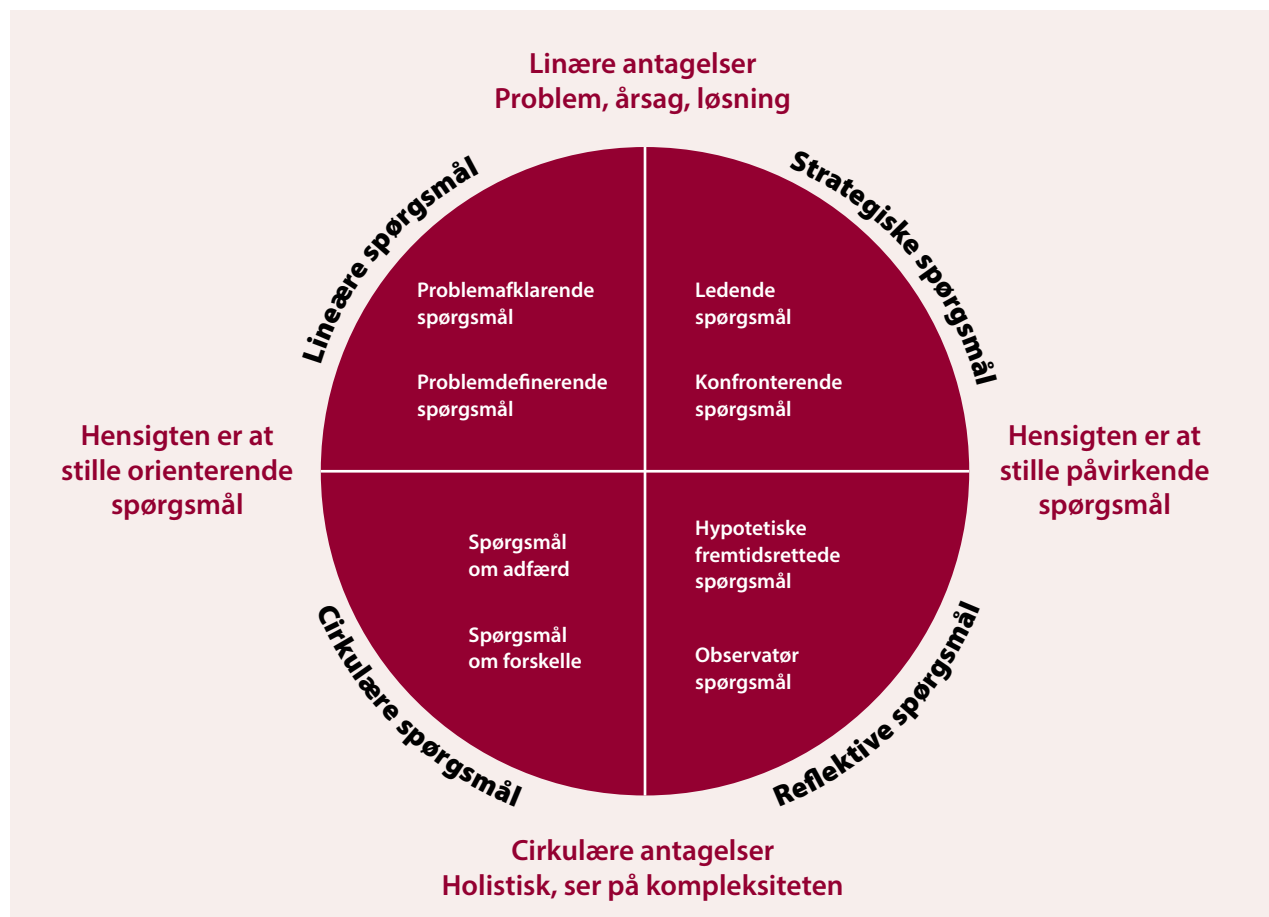 Linære antagelser
Problem, årsag, løsning
Lineære spørgsmål
Strategiske spørgsmål
Problemafklarende
spørgsmål
Problemdefinerende
spørgsmål
Ledende
spørgsmål
Konfronterende
spørgsmål
Hensigten er at
stille orienterende
spørgsmål
Hensigten er at
stille påvirkende
spørgsmål
Spørgsmål
om adfærd
Spørgsmål
om forskelle
Hypotetiske
fremtidsrettede
spørgsmål
Observatør
spørgsmål
Cirkulære spørgsmål
Reflektive spørgsmål
Cirkulære antagelser
Holistisk, ser på kompleksiteten